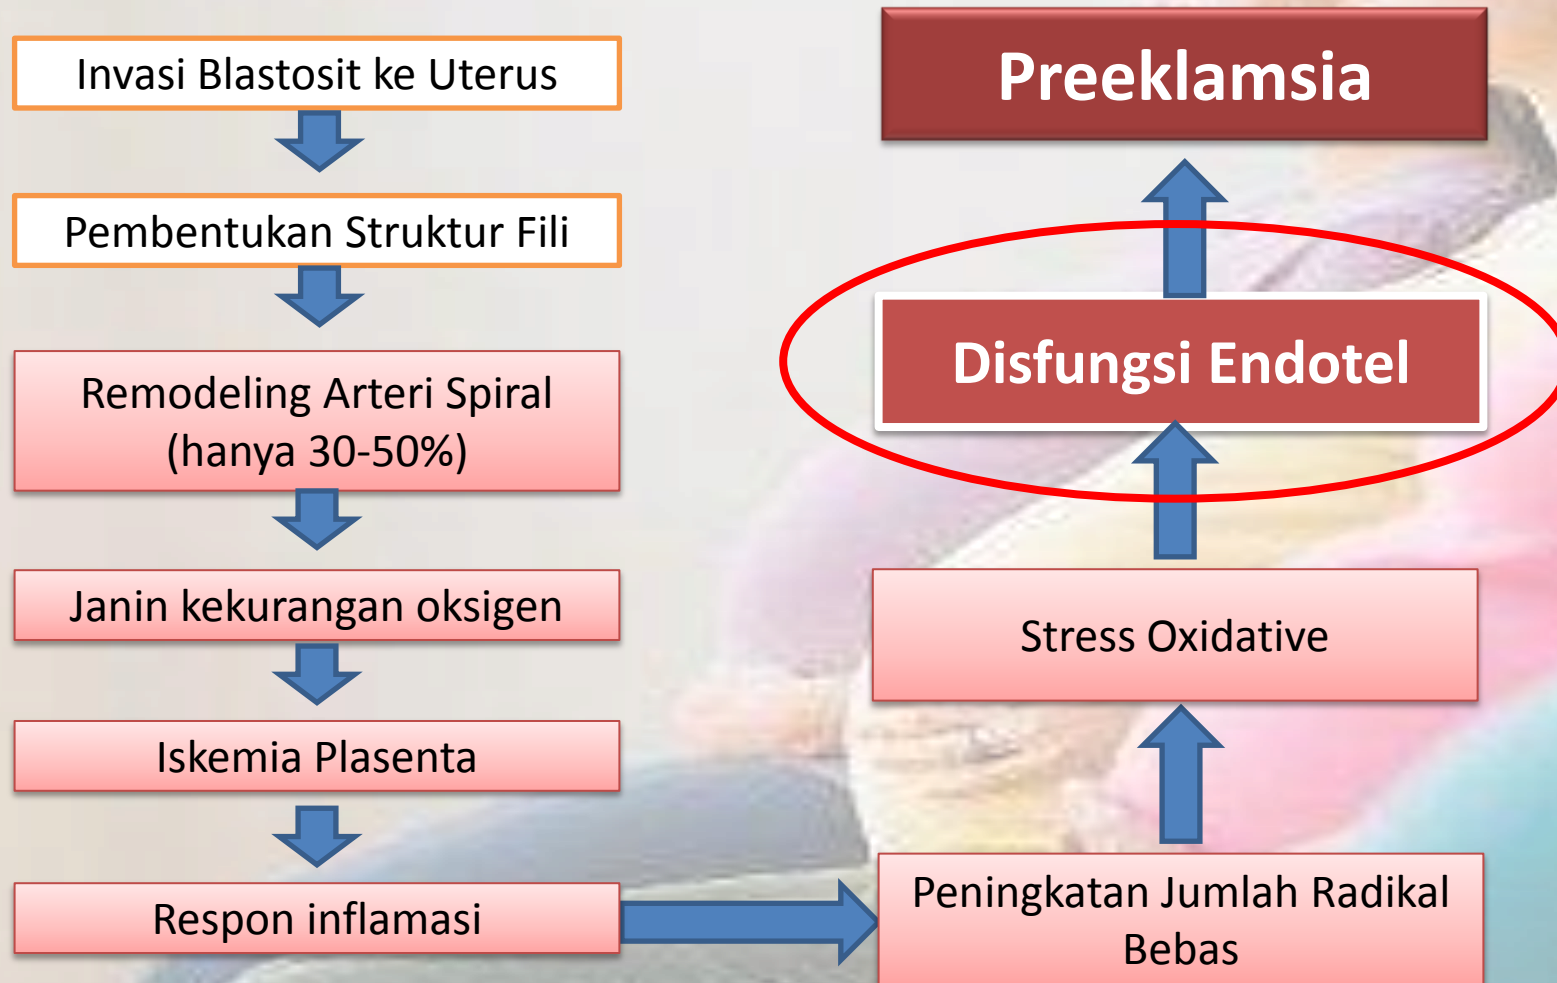 Invasi Blastosit ke Uterus
Pembentukan Struktur Fili
Remodeling Arteri Spiral
(hanya 30-50%)
Janin kekurangan oksigen
Iskemia Plasenta
Respon inflamasi
Peningkatan Jumlah Radikal
Bebas
Stress Oxidative
Disfungsi Endotel
Preeklamsia